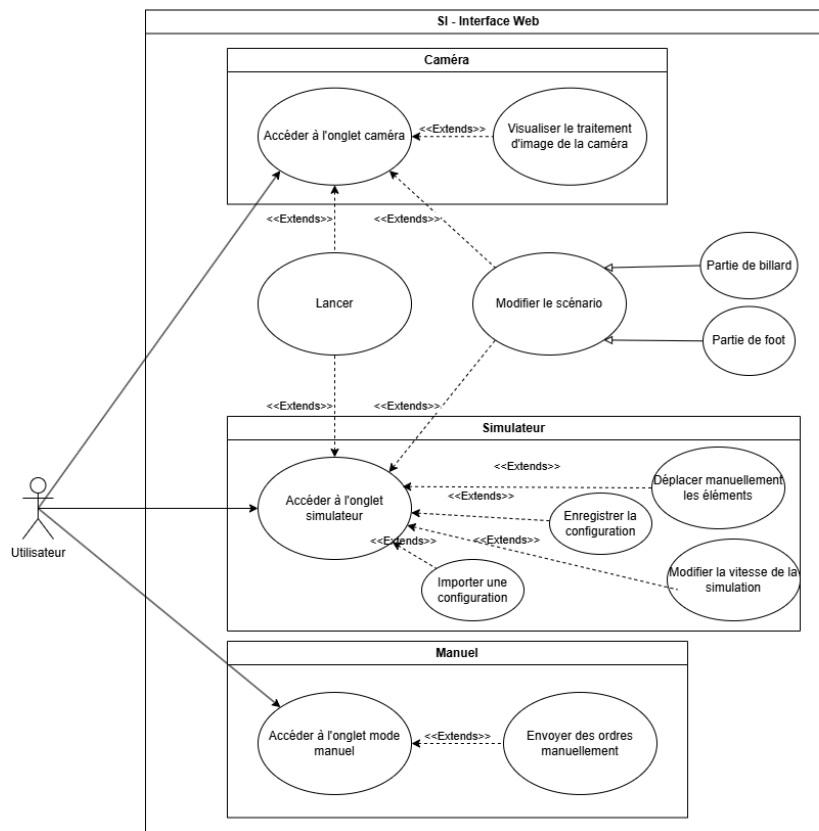 SI - Interface Web
Caméra
Accéder à l'onglet caméra
<<Extends>>
Visualiser le traitement
d'image de la caméra
<<Extends>>
<<Extends>>
Lancer
Modifier le scénario
Partie de billard
Partie de foot
<<Extends>>
<<Extends>>
Simulateur
Accéder à l'onglet
simulateur
<<Extends>>
Déplacer manuellement
les éléments
<<Extends>>
Enregistrer la
configuration
<<Extends>>
<<Extends>>
Modifier la vitesse de la
simulation
Importer une
configuration
Utilisateur
Manuel
Accéder à l'onglet mode
manuel
<<Extends>>
Envoyer des ordres
manuellement